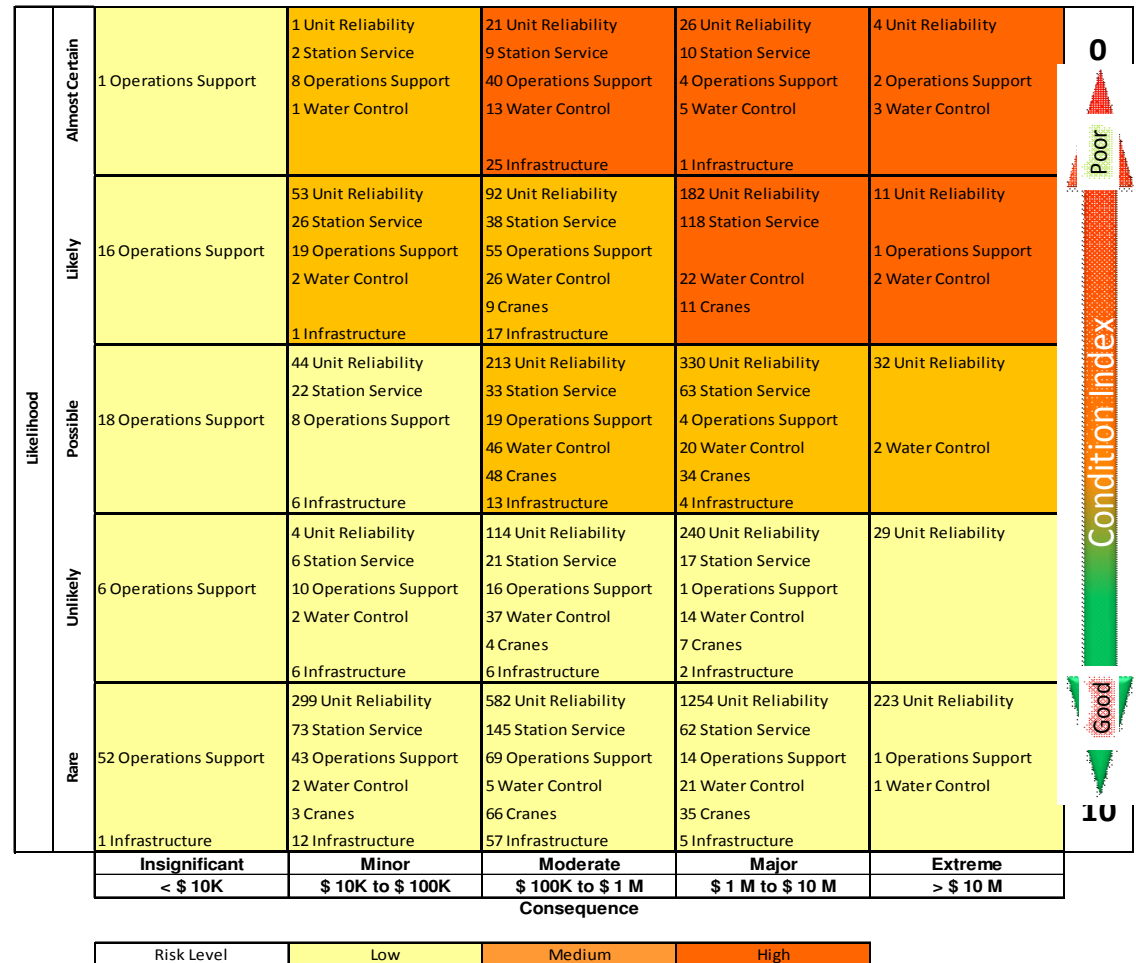 1 Unit Reliability 21 Unit Reliability 26 Unit Reliability 4 Unit Reliability
2 Station Service 9 Station Service 10 Station Service 0
1 Operations Support 8 Operations Support 40 Operations Support 4 Operations Support 2 Operations Support
1 Water Control 13 Water Control 5 Water Control 3 Water Control
25 Infrastructure 1 Infrastructure
Almost Certain
Poor
53 Unit Reliability 92 Unit Reliability 182 Unit Reliability 11 Unit Reliability
26 Station Service 38 Station Service 118 Station Service
16 Operations Support 19 Operations Support 55 Operations Support 1 Operations Support
2 Water Control 26 Water Control 22 Water Control 2 Water Control
9 Cranes 11 Cranes
1 Infrastructure 17 Infrastructure
Likely
44 Unit Reliability 213 Unit Reliability 330 Unit Reliability 32 Unit Reliability
22 Station Service 33 Station Service 63 Station Service
18 Operations Support 8 Operations Support 19 Operations Support 4 Operations Support
46 Water Control 20 Water Control 2 Water Control
48 Cranes 34 Cranes
6 Infrastructure 13 Infrastructure 4 Infrastructure
Likelihood
Possible
Condition Index
4 Unit Reliability 114 Unit Reliability 240 Unit Reliability 29 Unit Reliability
6 Station Service 21 Station Service 17 Station Service
6 Operations Support 10 Operations Support 16 Operations Support 1 Operations Support
2 Water Control 37 Water Control 14 Water Control
4 Cranes 7 Cranes
6 Infrastructure 6 Infrastructure 2 Infrastructure
Unlikely
299 Unit Reliability 582 Unit Reliability 1254 Unit Reliability 223 Unit Reliability
73 Station Service 145 Station Service 62 Station Service
52 Operations Support 43 Operations Support 69 Operations Support 14 Operations Support 1 Operations Support
2 Water Control 5 Water Control 21 Water Control 1 Water Control
3 Cranes 66 Cranes 35 Cranes 10
1 Infrastructure 12 Infrastructure 57 Infrastructure 5 Infrastructure
Rare
Good
Insignificant Minor Moderate Major Extreme
< $ 10K $ 10K to $ 100K $ 100K to $ 1 M $ 1 M to $ 10 M > $ 10 M
Consequence
Risk Level Low Medium High